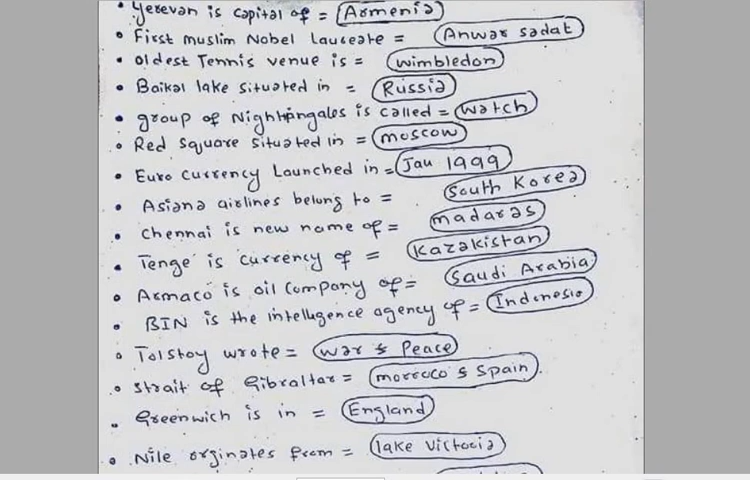 • Yerevan is capital of = Armenia
• First muslim Nobel Laureate = Anwar sadat
• oldest Tennis venue is = wimbledon
• Baikal lake situated in = Russia
• group of Nightingales is called = watch
• Red Square situated in = moscow
• Euro currency Launched in = Jan 1999
• Asiana airlines belong to = South Korea
• Chennai is new name of = madaras
• Tenge is currency of = Kazakistan
• Armaco is oil Company of = Saudi Arabia
• BIN is the intelligence agency of = Indonesia
• Tolstoy wrote = war & Peace
• Strait of Gibraltar = morroco & Spain
• Greenwich is in = England
• Nile orginates from = lake victoria